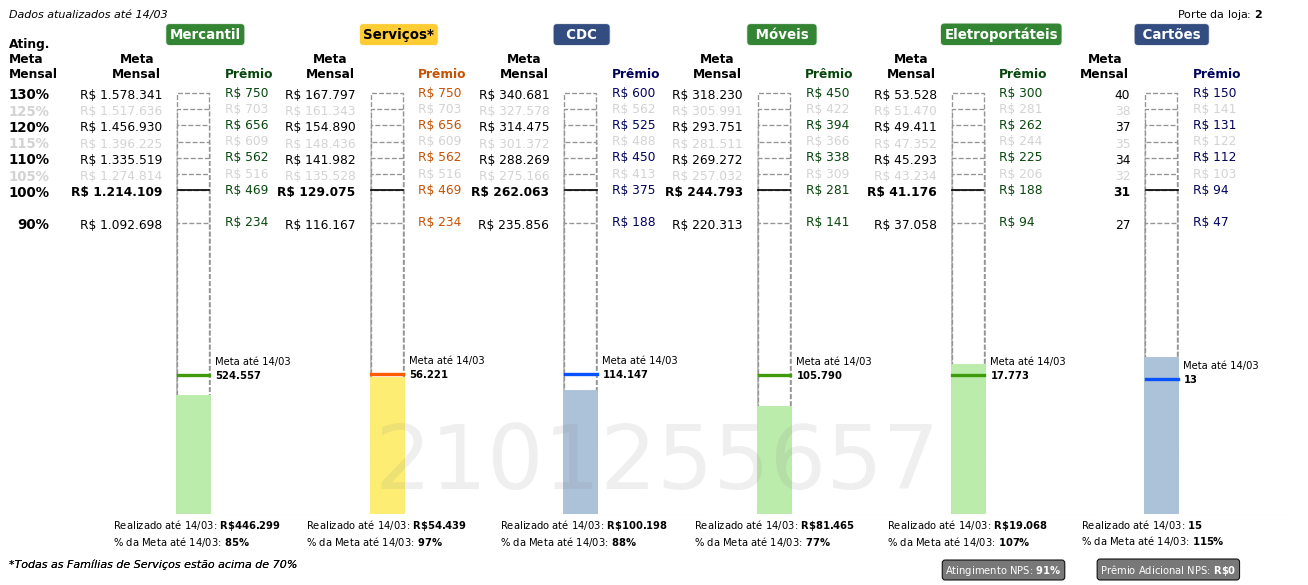 Dados atualizados até 14/03
Porte da loja: 2
Mercantil Serviços* CDC Móveis Eletroportáteis Cartões
Ating. Meta Mensal Meta Mensal Prêmio Meta Mensal Prêmio Meta Mensal Prêmio Meta Mensal Prêmio Meta Mensal Prêmio Meta Mensal Prêmio
130% R$ 1.578.341 R$ 750 R$ 167.797 R$ 750 R$ 340.681 R$ 600 R$ 318.230 R$ 450 R$ 53.528 R$ 300 40 R$ 150
125% R$ 1.517.636 R$ 703 R$ 161.343 R$ 703 R$ 327.578 R$ 562 R$ 305.991 R$ 422 R$ 51.470 R$ 281 38 R$ 141
120% R$ 1.456.930 R$ 656 R$ 154.890 R$ 656 R$ 314.475 R$ 525 R$ 293.751 R$ 394 R$ 49.411 R$ 262 37 R$ 131
115% R$ 1.396.225 R$ 609 R$ 148.436 R$ 609 R$ 301.372 R$ 488 R$ 281.511 R$ 366 R$ 47.352 R$ 244 35 R$ 122
110% R$ 1.335.519 R$ 562 R$ 141.982 R$ 562 R$ 288.269 R$ 450 R$ 269.272 R$ 338 R$ 45.293 R$ 225 34 R$ 112
105% R$ 1.274.814 R$ 516 R$ 135.528 R$ 516 R$ 275.166 R$ 413 R$ 257.032 R$ 309 R$ 43.234 R$ 206 32 R$ 103
100% R$ 1.214.109 R$ 469 R$ 129.075 R$ 469 R$ 262.063 R$ 375 R$ 244.793 R$ 281 R$ 41.176 R$ 188 31 R$ 94
90% R$ 1.092.698 R$ 234 R$ 116.167 R$ 234 R$ 235.856 R$ 188 R$ 220.313 R$ 141 R$ 37.058 R$ 94 27 R$ 47
Meta até 14/03 Meta até 14/03 Meta até 14/03 Meta até 14/03 Meta até 14/03 Meta até 14/03
524.557 56.221 114.147 105.790 17.773 13
2101255657
Realizado até 14/03: R$446.299 Realizado até 14/03: R$54.439 Realizado até 14/03: R$100.198 Realizado até 14/03: R$81.465 Realizado até 14/03: R$19.068 Realizado até 14/03: 15
% da Meta até 14/03: 85% % da Meta até 14/03: 97% % da Meta até 14/03: 88% % da Meta até 14/03: 77% % da Meta até 14/03: 107% % da Meta até 14/03: 115%
*Todas as Famílias de Serviços estão acima de 70%
Atingimento NPS: 91% Prêmio Adicional NPS: R$0